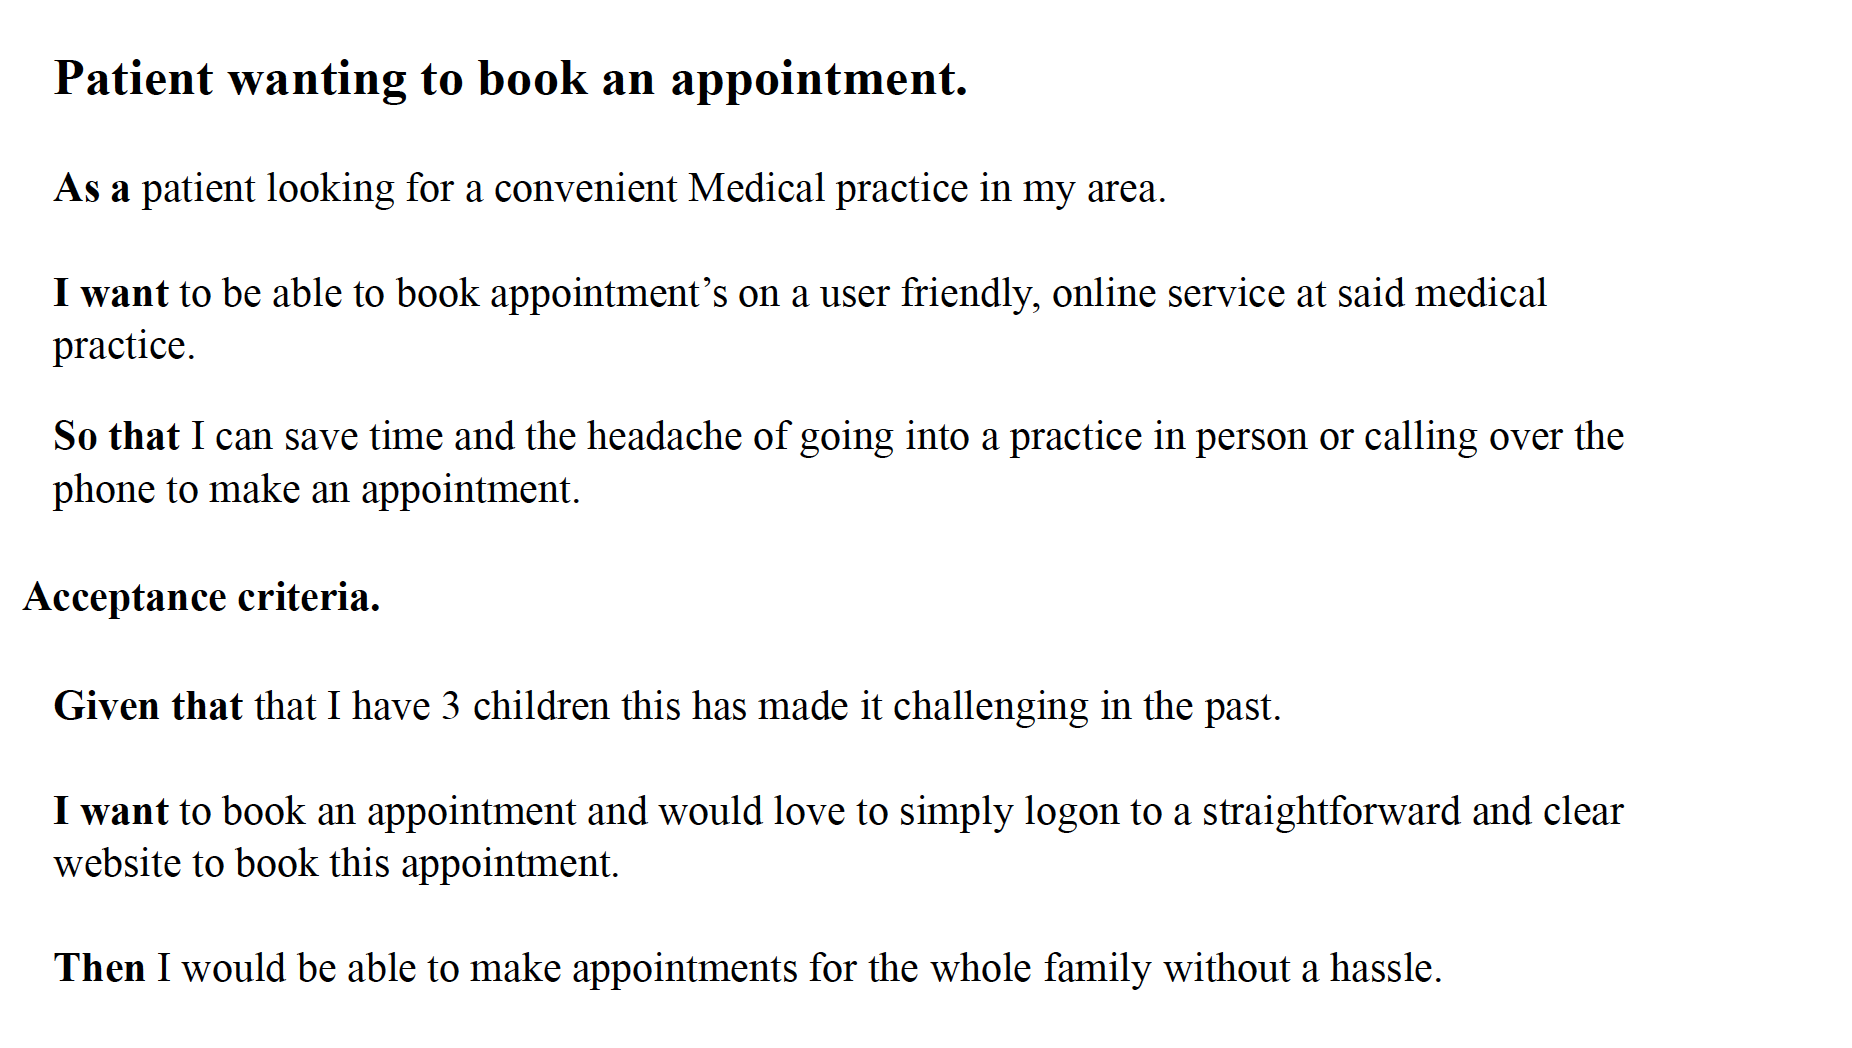 Patient wanting to book an appointment.
As a patient looking for a convenient Medical practice in my area.
I want to be able to book appointment’s on a user friendly, online service at said medical
practice.
So that I can save time and the headache of going into a practice in person or calling over the
phone to make an appointment.
Acceptance criteria.
Given that that I have 3 children this has made it challenging in the past.
I want to book an appointment and would love to simply logon to a straightforward and clear
website to book this appointment.
Then I would be able to make appointments for the whole family without a hassle.